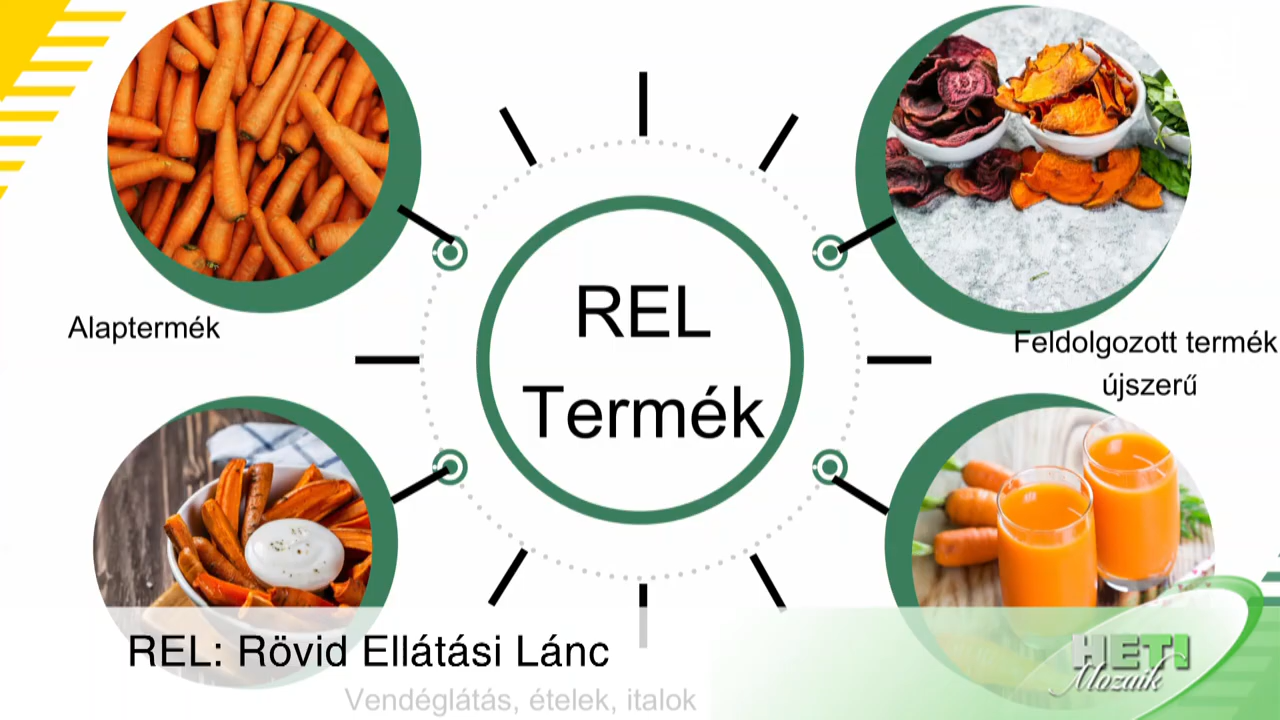 REL
Termék
Alaptermék
Feldolgozott termék
újszerű
REL: Rövid Ellátási Lánc
Vendéglátás, ételek, italok
HETI
Mozaik